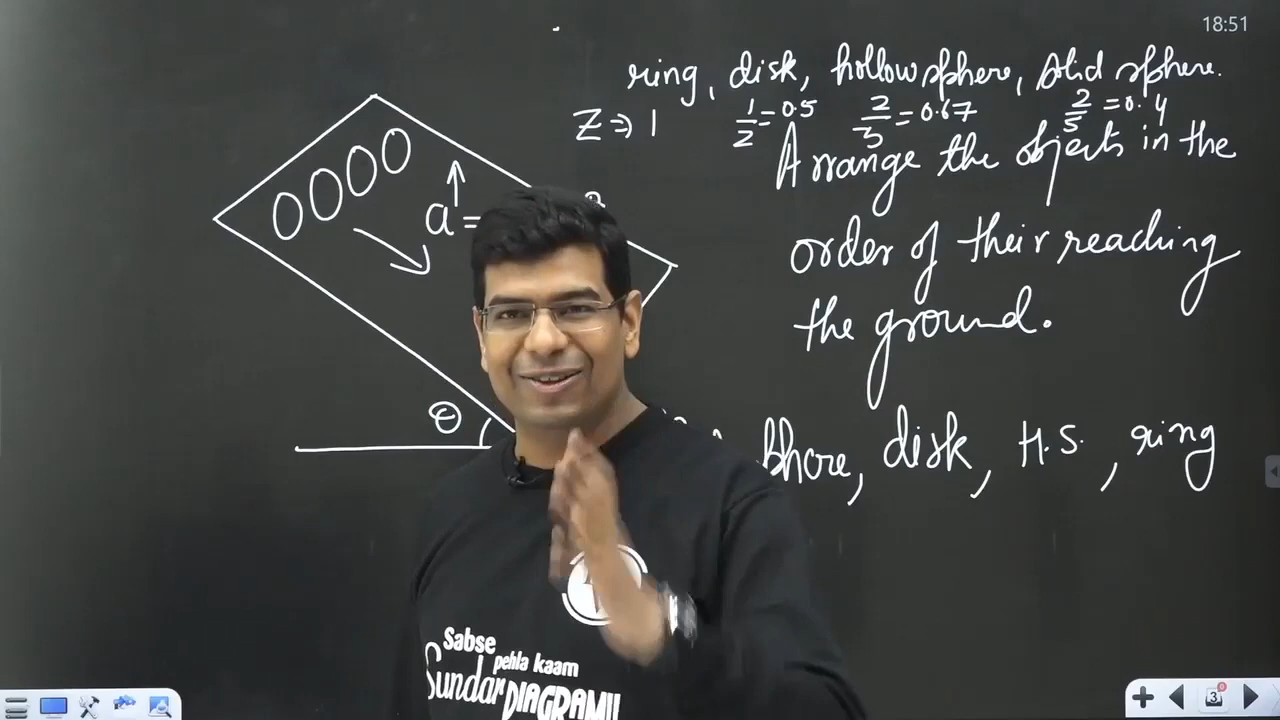 18:51
ring, disk, hollow sphere, solid sphere.
Z ⇒ 1 1/2=0.5 2/3=0.67 2/5=0.4
Arrange the objects in the
order of their reaching
the ground.
a =
θ
disk, H.S., ring
Sabse
pehla kaam
Sundar DIAGRAM!!
3